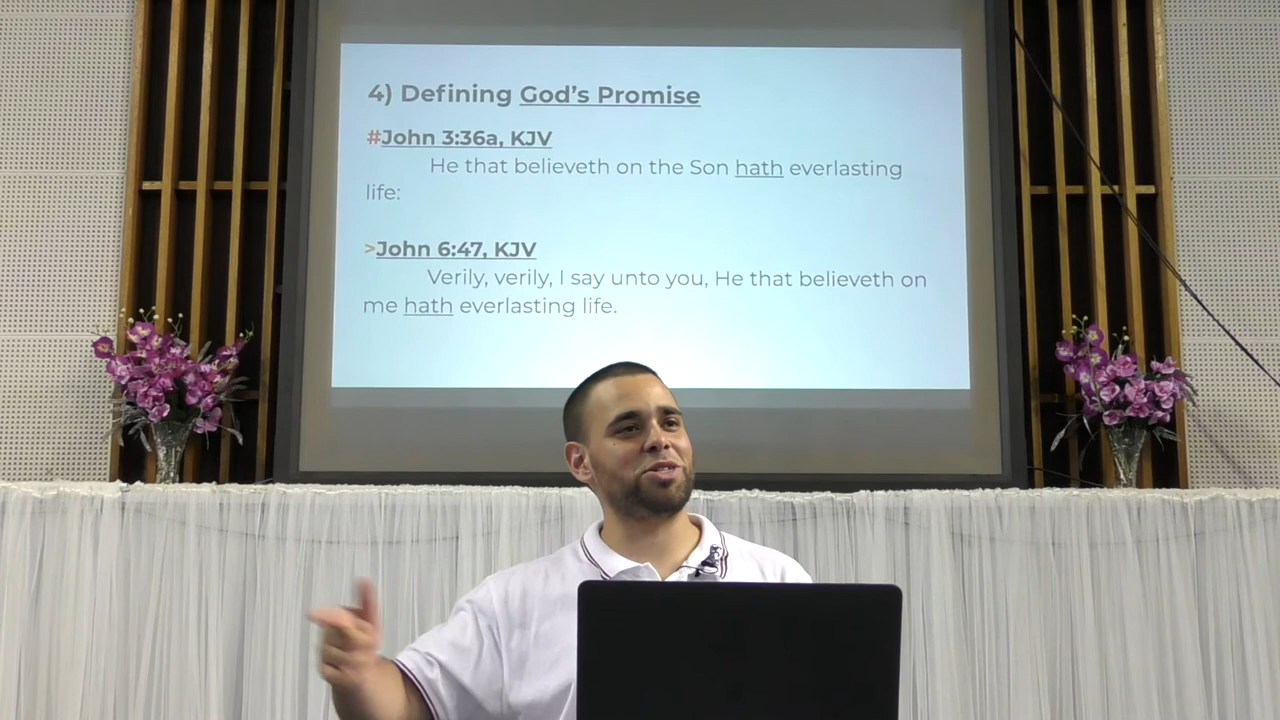 4) Defining God's Promise
#John 3:36a, KJV
He that believeth on the Son hath everlasting
life:
>John 6:47, KJV
Verily, verily, I say unto you, He that believeth on
me hath everlasting life.